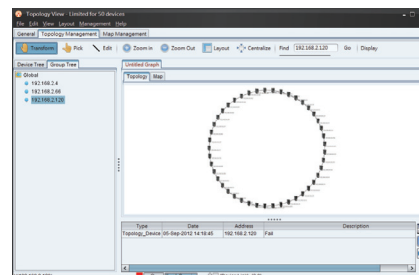 Topology View - Limited for 50 devices
File Edit View Layout Management Help
General Topology Management Map Management
Transform Pick Edit Zoom in Zoom Out Layout Centralize Find 192.168.2.120 Go Display
Device Tree Group Tree
Untitled Graph
Global
Topology Map
192.168.2.4
192.168.2.66
192.168.2.120
Type Date Address Description
Topology_Device 05-Sep-2012 14:18:45 192.168.2.120 Fail